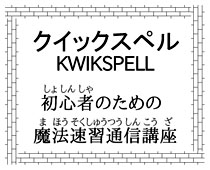 クイックスペル
KWIKSPELL
しょしんしゃ
初心者のための
まほうそくしゅうつうしんこうざ
魔法速習通信講座